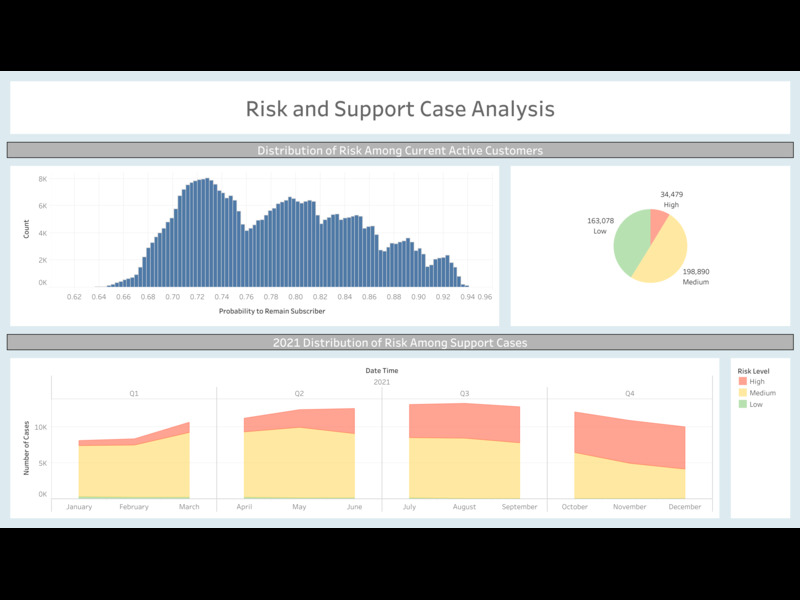 Risk and Support Case Analysis
Distribution of Risk Among Current Active Customers
8K
6K
4K
2K
0K
Count
0.62 0.64 0.66 0.68 0.70 0.72 0.74 0.76 0.78 0.80 0.82 0.84 0.86 0.88 0.90 0.92 0.94 0.96
Probability to Remain Subscriber
34,479
High
163,078
Low
198,890
Medium
2021 Distribution of Risk Among Support Cases
Date Time
2021
Q1 Q2 Q3 Q4
10K
5K
0K
Number of Cases
January February March April May June July August September October November December
Risk Level
High
Medium
Low